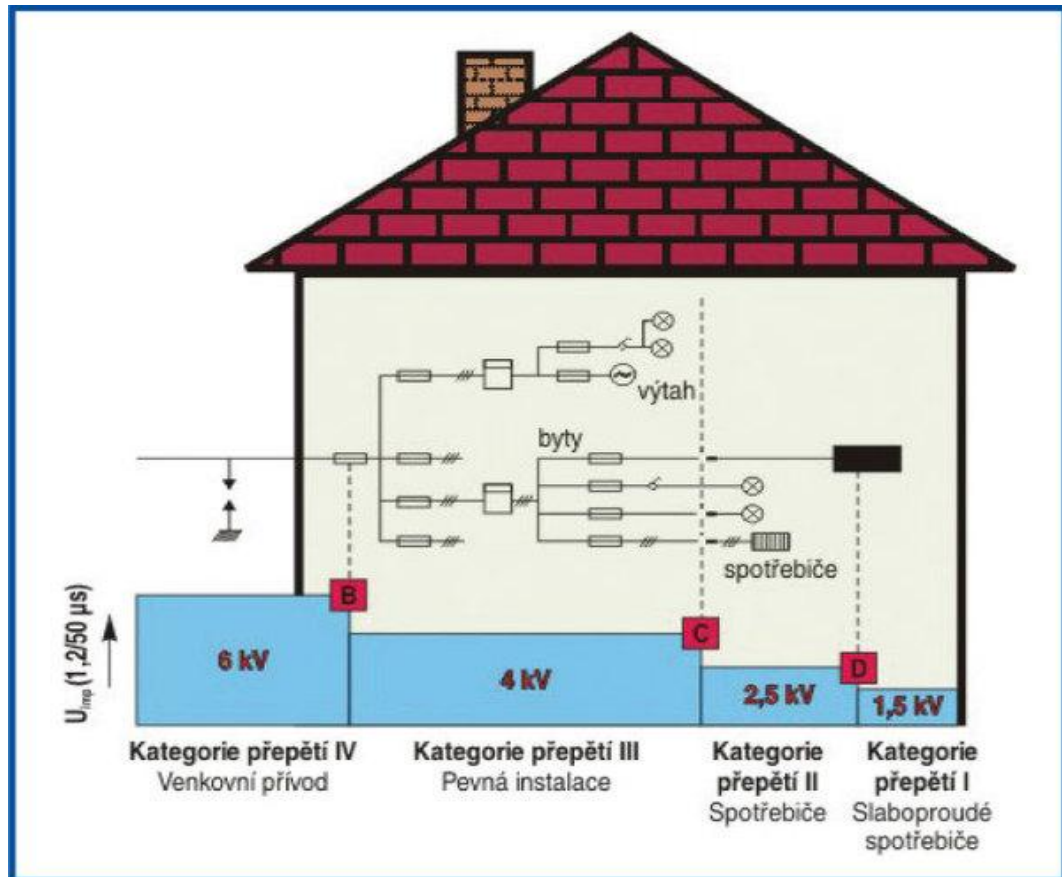 výtah
byty
spotřebiče
U imp (1,2/50 µs)
B
C
D
6 kV
4 kV
2,5 kV
1,5 kV
Kategorie přepětí IV
Venkovní přívod
Kategorie přepětí III
Pevná instalace
Kategorie
přepětí II
Spotřebiče
Kategorie
přepětí I
Slaboproudé
spotřebiče